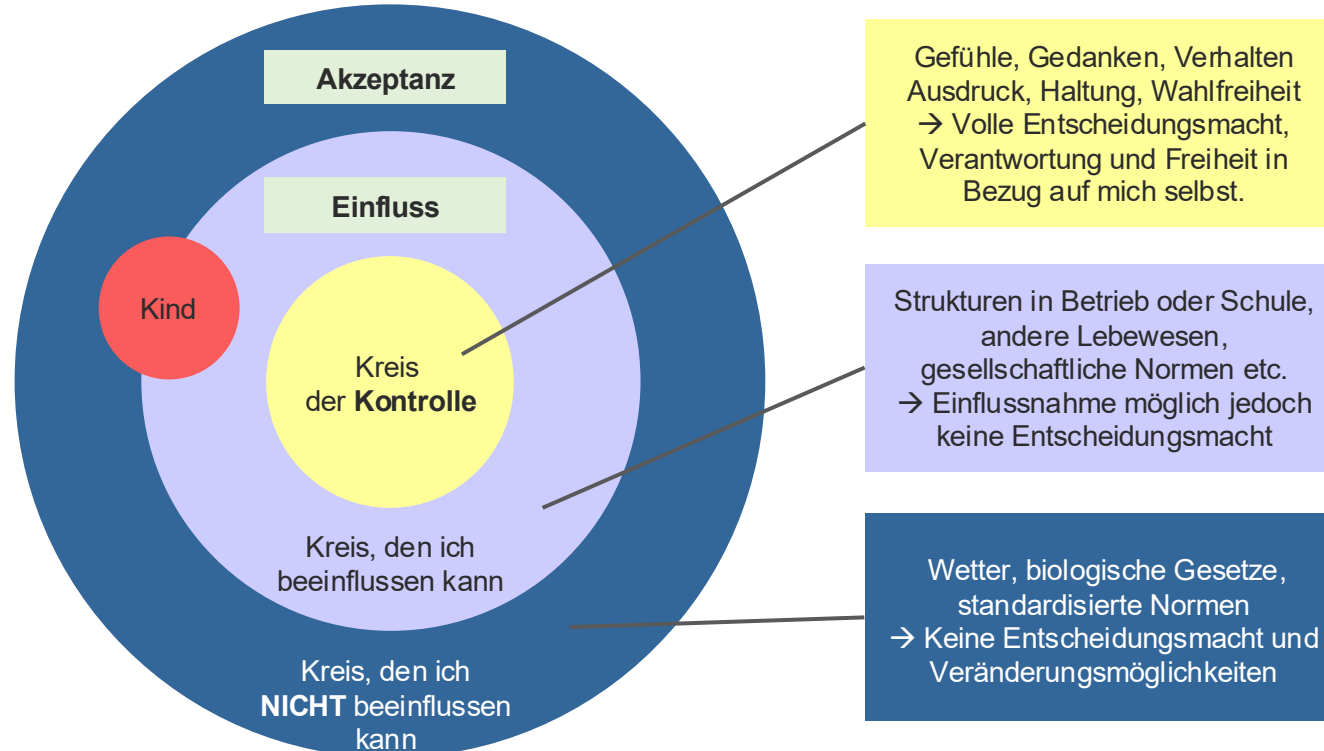 Akzeptanz
Einfluss
Kind
Kreis
der Kontrolle
Kreis, den ich
beeinflussen kann
Kreis, den ich
NICHT beeinflussen
kann
Gefühle, Gedanken, Verhalten
Ausdruck, Haltung, Wahlfreiheit
→ Volle Entscheidungsmacht,
Verantwortung und Freiheit in
Bezug auf mich selbst.
Strukturen in Betrieb oder Schule,
andere Lebewesen,
gesellschaftliche Normen etc.
→ Einflussnahme möglich jedoch
keine Entscheidungsmacht
Wetter, biologische Gesetze,
standardisierte Normen
→ Keine Entscheidungsmacht und
Veränderungsmöglichkeiten